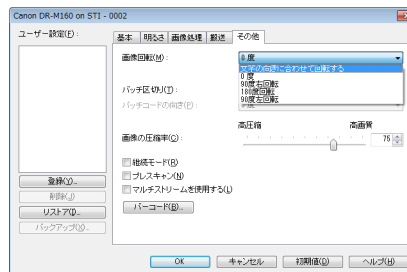 Canon DR-M160 on STI - 0002
ユーザー設定(F):
基本 明るさ 画像処理 搬送 その他
画像回転(M): 0 度
文字の向きに合わせて回転する
0 度
90度右回転
180度回転
90度左回転
バッチ区切り(T):
バッチコードの向き(P):
画像の圧縮率(C):
高圧縮 高画質
75
継続モード(R)
プレスキャン(N)
マルチストリームを使用する(L)
バーコード(B)...
登録(Y)...
削除(J)
リストア(I)...
バックアップ(X)...
OK キャンセル 初期値(D) ヘルプ(H)